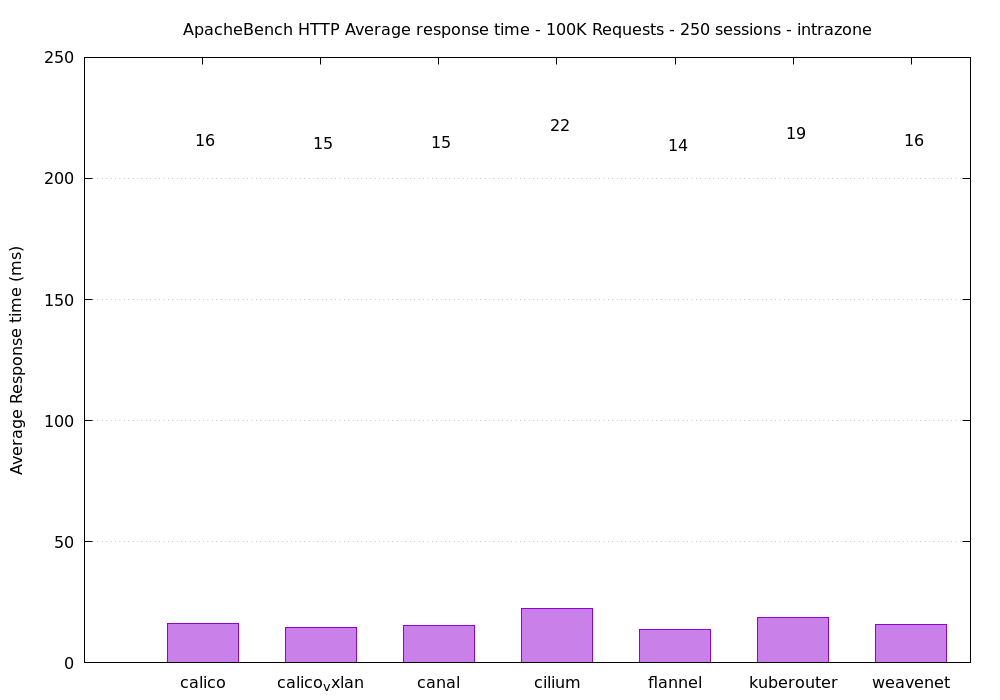 ApacheBench HTTP Average response time - 100K Requests - 250 sessions - intrazone
250
200
150
100
50
0
Average Response time (ms)
16
15
15
22
14
19
16
calico
calicoᵥxlan
canal
cilium
flannel
kuberouter
weavenet